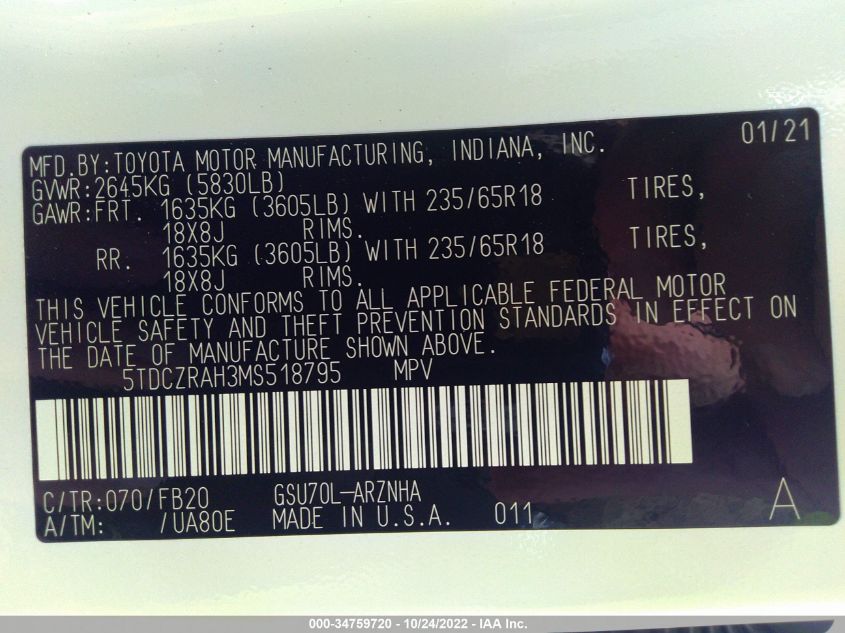 01/21
MFD.BY:TOYOTA MOTOR MANUFACTURING, INDIANA, INC.
GVWR:2645KG (5830LB)
GAWR:FRT. 1635KG (3605LB) WITH 235/65R18 TIRES,
18X8J RIMS.
RR. 1635KG (3605LB) WITH 235/65R18 TIRES,
18X8J RIMS.
THIS VEHICLE CONFORMS TO ALL APPLICABLE FEDERAL MOTOR
VEHICLE SAFETY AND THEFT PREVENTION STANDARDS IN EFFECT ON
THE DATE OF MANUFACTURE SHOWN ABOVE.
5TDCZRAH3MS518795 MPV
C/TR:070/FB20 GSU70L-ARZNHA
A/TM: /UA80E MADE IN U.S.A. 011 A
000-34759720 - 10/24/2022 - IAA Inc.